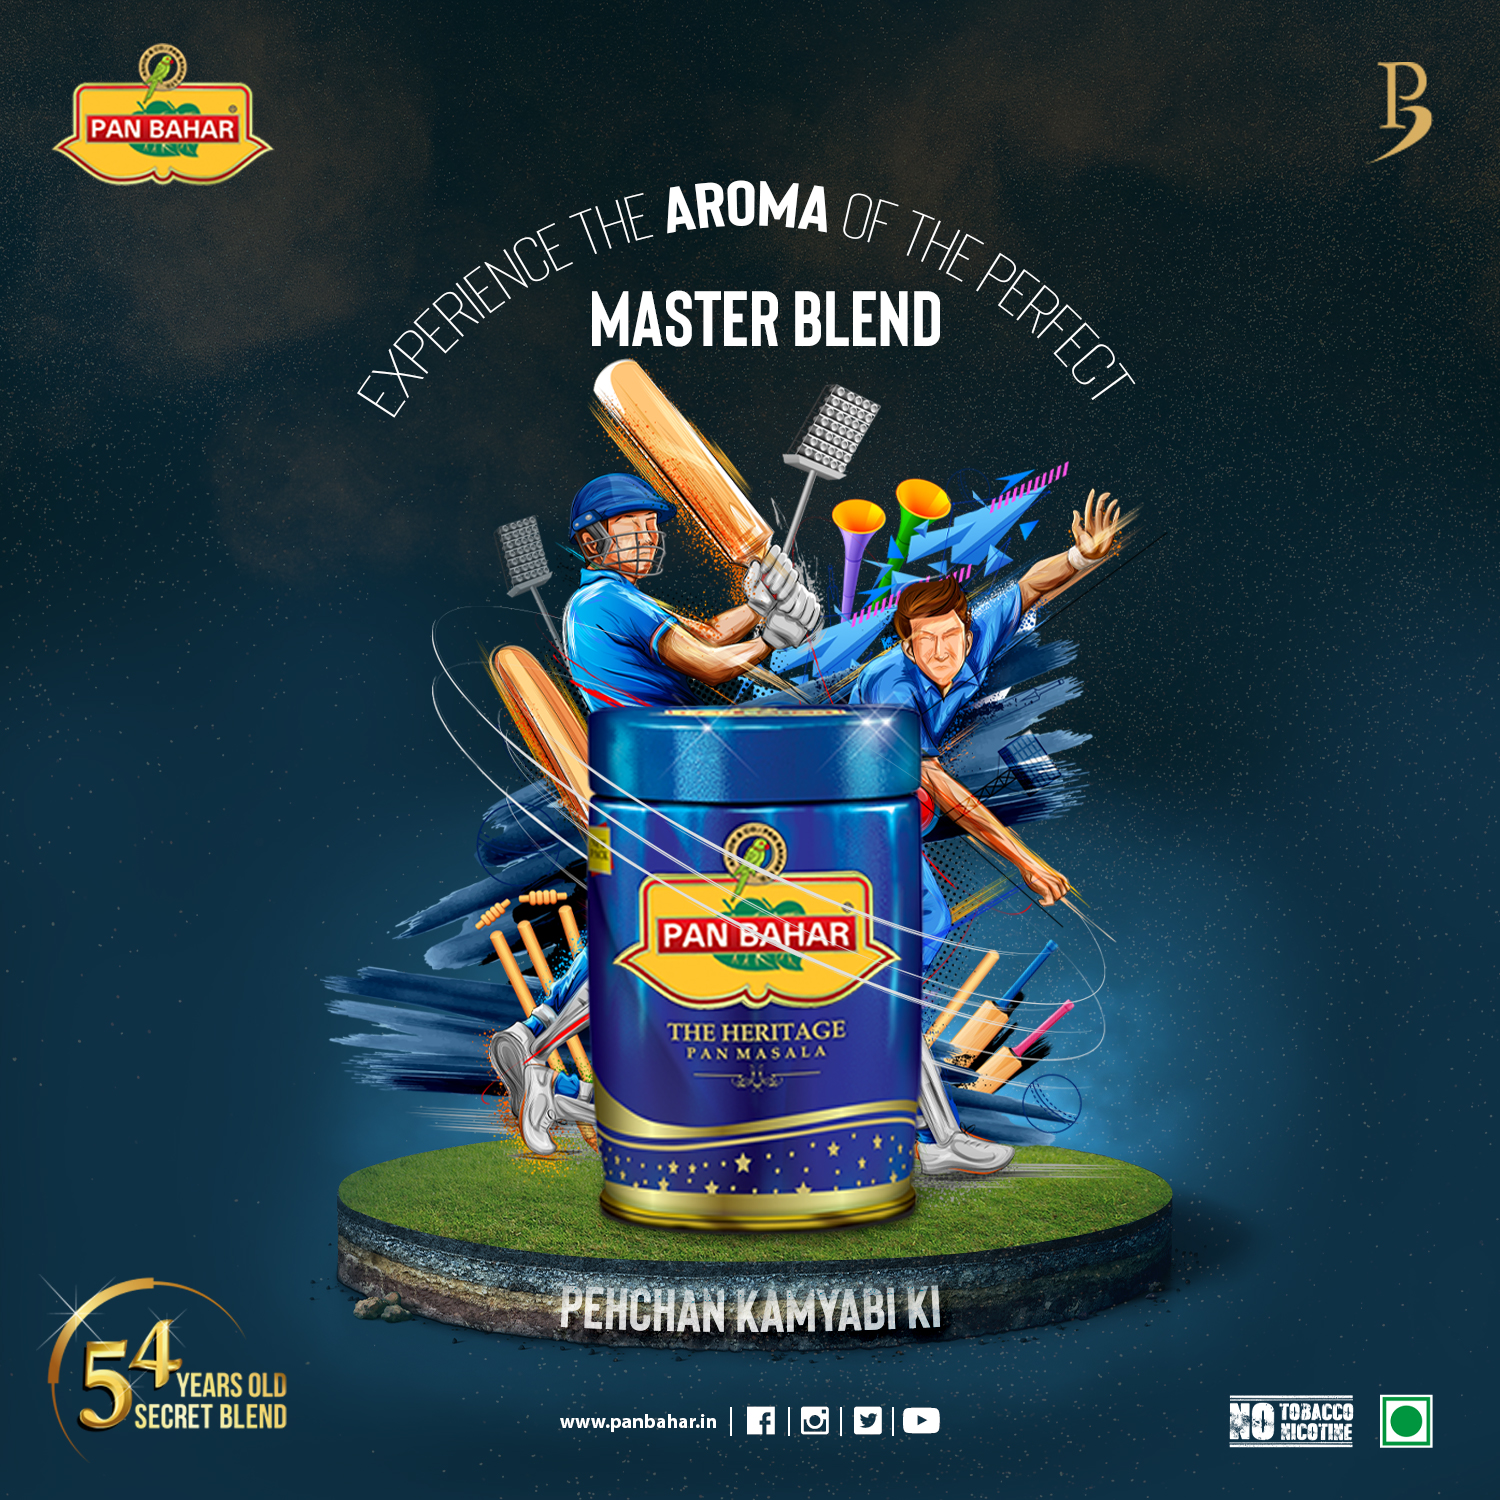 PAN BAHAR
PB
EXPERIENCE THE AROMA OF THE PERFECT
MASTER BLEND
PAN BAHAR
THE HERITAGE
PAN MASALA
PEHCHAN KAMYABI KI
54
YEARS OLD
SECRET BLEND
www.panbahar.in
NO TOBACCO
NICOTINE